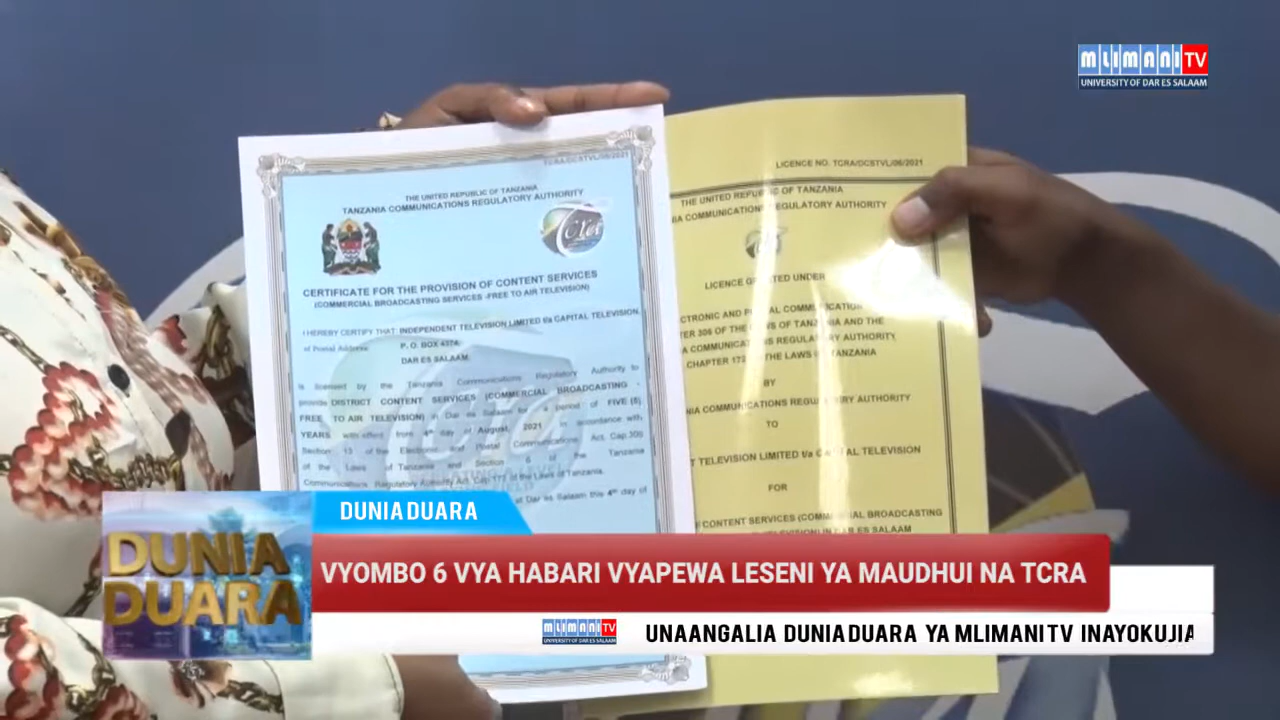 MLIMANI TV
UNIVERSITY OF DAR ES SALAAM
TCRA/DCSTVL/06/2021
THE UNITED REPUBLIC OF TANZANIA
TANZANIA COMMUNICATIONS REGULATORY AUTHORITY
CERTIFICATE FOR THE PROVISION OF CONTENT SERVICES
(COMMERCIAL BROADCASTING SERVICES -FREE TO AIR TELEVISION)
I HEREBY CERTIFY THAT: INDEPENDENT TELEVISION LIMITED t/a CAPITAL TELEVISION.
of Postal Address: P. O. BOX 4374
DAR ES SALAAM
is licensed by the Tanzania Communications Regulatory Authority to
provide DISTRICT CONTENT SERVICES (COMMERCIAL BROADCASTING -
FREE TO AIR TELEVISION) in Dar es Salaam for a period of FIVE (5)
YEARS with effect from 4th day of August, 2021 in accordance with
Section 13 of the Electronic and Postal Communications Act, Cap.306
of the Laws of Tanzania and Section 6 of the Tanzania
Communications Regulatory Authority Act, Cap 172 of the Laws of Tanzania.
at Dar es Salaam this 4th day of
LICENCE NO. TCRA/DCSTVL/06/2021
THE UNITED REPUBLIC OF TANZANIA
COMMUNICATIONS REGULATORY AUTHORITY
LICENCE GRANTED UNDER
306 OF THE LAWS OF TANZANIA AND THE
COMMUNICATIONS REGULATORY AUTHORITY
CHAPTER 172 THE LAWS OF TANZANIA
BY
COMMUNICATIONS REGULATORY AUTHORITY
TO
TELEVISION LIMITED t/a CAPITAL TELEVISION
FOR
CONTENT SERVICES (COMMERCIAL BROADCASTING
IN DAR ES SALAAM
DUNIA DUARA
DUNIA DUARA
VYOMBO 6 VYA HABARI VYAPEWA LESENI YA MAUDHUI NA TCRA
MLIMANI TV
UNIVERSITY OF DAR ES SALAAM
UNAANGALIA DUNIA DUARA YA MLIMANI TV INAYOKUJIA